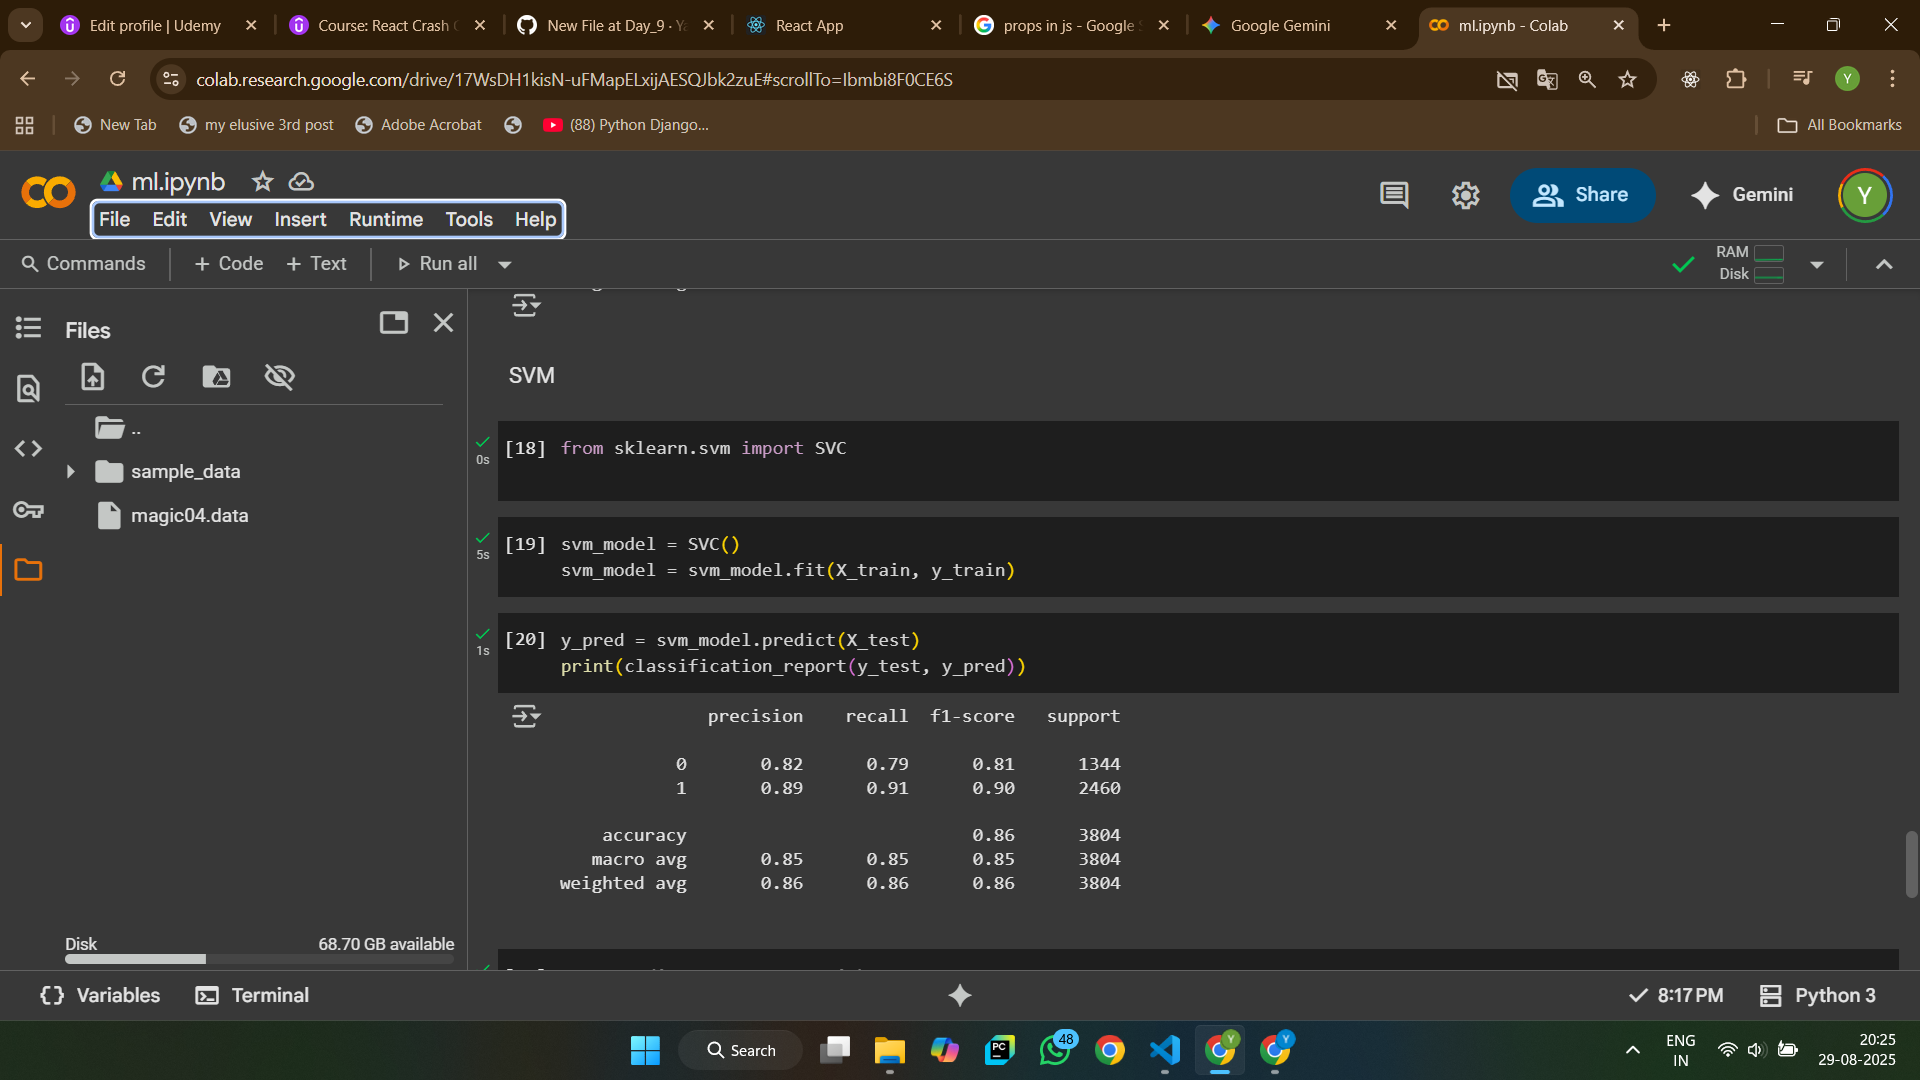 Edit profile | Udemy
Course: React Crash C
New File at Day_9 · Ya
React App
props in js - Google S
Google Gemini
ml.ipynb - Colab
colab.research.google.com/drive/17WsDH1kisN-uFMapELxijAESQJbk2zuE#scrollTo=Ibmbi8F0CE6S
Y
New Tab
my elusive 3rd post
Adobe Acrobat
(88) Python Django...
All Bookmarks
ml.ipynb
File Edit View Insert Runtime Tools Help
Share
Gemini
Y
Commands
+ Code
+ Text
Run all
RAM
Disk
Files
..
sample_data
magic04.data
Disk
68.70 GB available
SVM
[18] from sklearn.svm import SVC
0s
[19] svm_model = SVC()
5s
svm_model = svm_model.fit(X_train, y_train)
[20] y_pred = svm_model.predict(X_test)
1s
print(classification_report(y_test, y_pred))
precision recall f1-score support
0 0.82 0.79 0.81 1344
1 0.89 0.91 0.90 2460
accuracy 0.86 3804
macro avg 0.85 0.85 0.85 3804
weighted avg 0.86 0.86 0.86 3804
Variables
Terminal
8:17 PM
Python 3
Search
PC
48
Y
Y
ENG
IN
20:25
29-08-2025